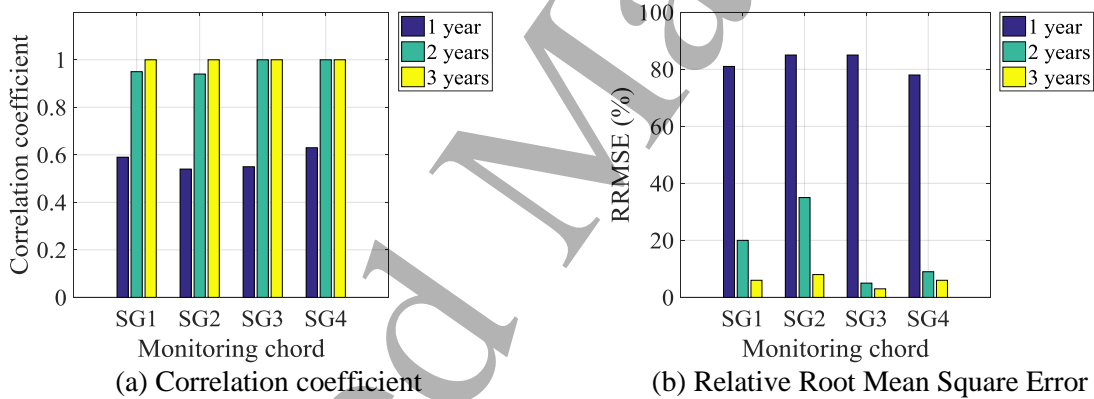 1 year
2 years
3 years
1
0.8
0.6
0.4
0.2
0
Correlation coefficient
SG1 SG2 SG3 SG4
Monitoring chord
(a) Correlation coefficient
1 year
2 years
3 years
100
80
60
40
20
0
RRMSE (%)
SG1 SG2 SG3 SG4
Monitoring chord
(b) Relative Root Mean Square Error